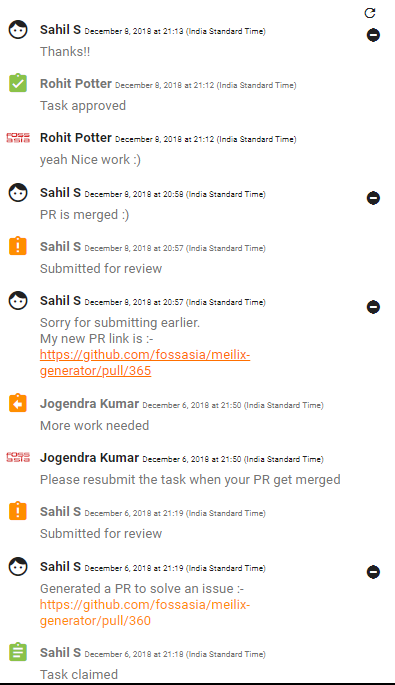 Sahil S December 8, 2018 at 21:13 (India Standard Time)
Thanks!!
Rohit Potter December 8, 2018 at 21:12 (India Standard Time)
Task approved
FOSS
ASIA
Rohit Potter December 8, 2018 at 21:12 (India Standard Time)
yeah Nice work :)
Sahil S December 8, 2018 at 20:58 (India Standard Time)
PR is merged :)
Sahil S December 8, 2018 at 20:57 (India Standard Time)
Submitted for review
Sahil S December 8, 2018 at 20:57 (India Standard Time)
Sorry for submitting earlier.
My new PR link is :-
https://github.com/fossasia/meilix-
generator/pull/365
Jogendra Kumar December 6, 2018 at 21:50 (India Standard Time)
More work needed
FOSS
ASIA
Jogendra Kumar December 6, 2018 at 21:50 (India Standard Time)
Please resubmit the task when your PR get merged
Sahil S December 6, 2018 at 21:19 (India Standard Time)
Submitted for review
Sahil S December 6, 2018 at 21:19 (India Standard Time)
Generated a PR to solve an issue :-
https://github.com/fossasia/meilix-
generator/pull/360
Sahil S December 6, 2018 at 21:18 (India Standard Time)
Task claimed